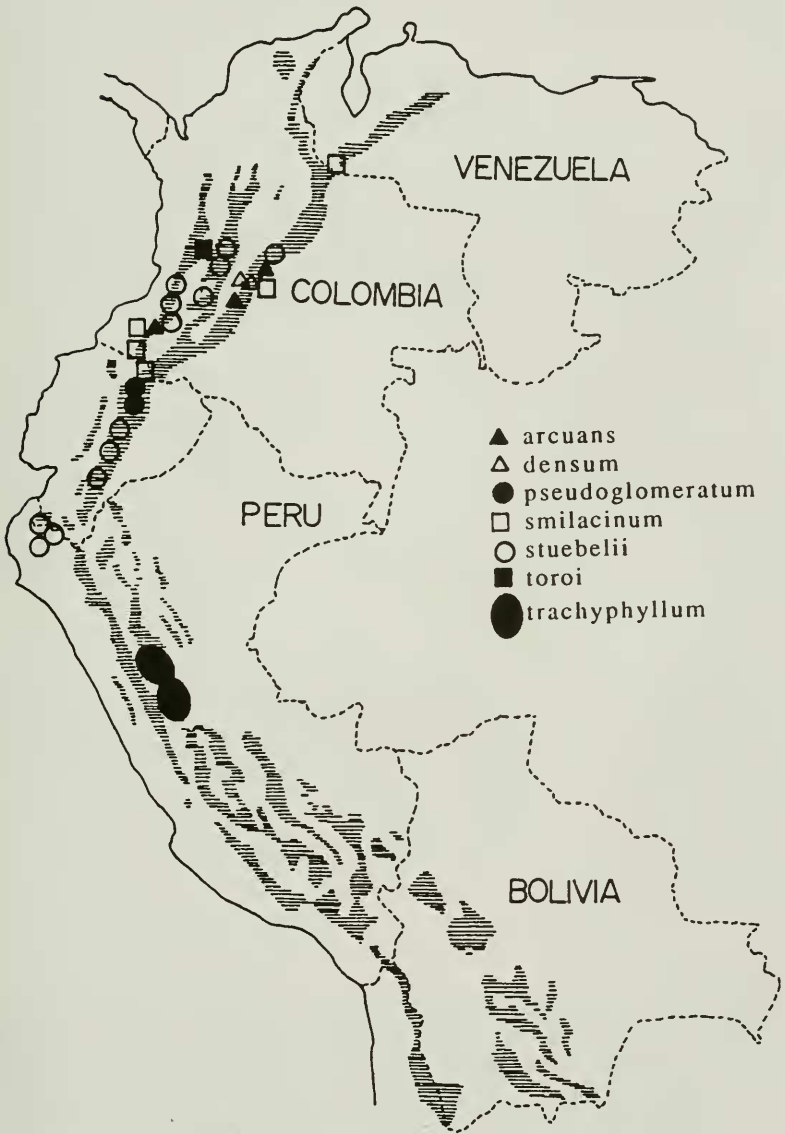 VENEZUELA
COLOMBIA
arcuans
densum
pseudoglomeratum
PERU
smilacinum
stuebelii
toroi
trachyphyllum
BOLIVIA